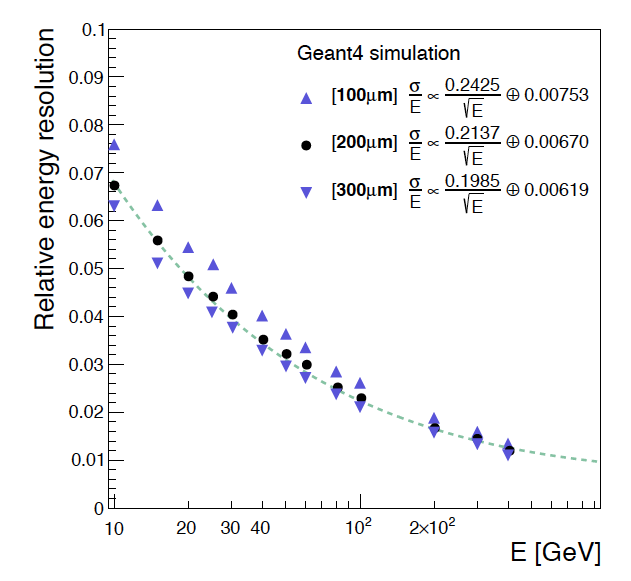 Relative energy resolution
0.1
0.09
0.08
0.07
0.06
0.05
0.04
0.03
0.02
0.01
0
Geant4 simulation
[100μm] σ/E ∝ 0.2425/√E ⊕ 0.00753
[200μm] σ/E ∝ 0.2137/√E ⊕ 0.00670
[300μm] σ/E ∝ 0.1985/√E ⊕ 0.00619
10 20 30 40 10² 2×10²
E [GeV]